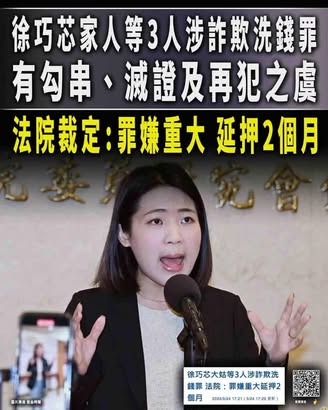 徐巧芯家人等3人涉詐欺洗錢罪
有勾串、滅證及再犯之虞
法院裁定:罪嫌重大 延押2個月
徐巧芯大姑等3人涉詐欺洗
錢罪 法院：罪嫌重大延押2
個月